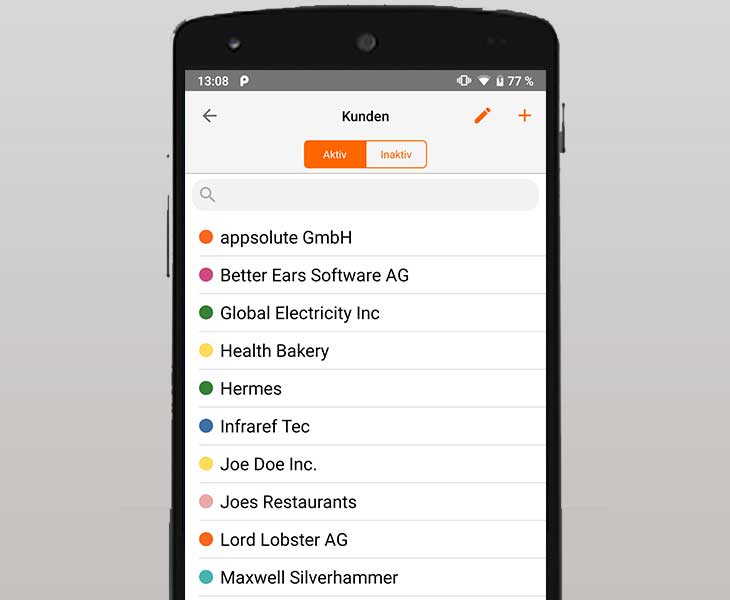 13:08 P 77 %
Kunden
Aktiv Inaktiv
appsolute GmbH
Better Ears Software AG
Global Electricity Inc
Health Bakery
Hermes
Infraref Tec
Joe Doe Inc.
Joes Restaurants
Lord Lobster AG
Maxwell Silverhammer